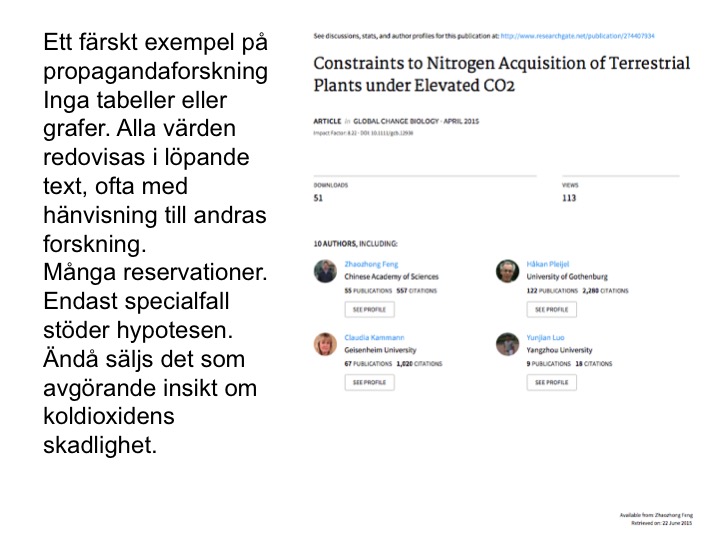 Ett färskt exempel på
propagandaforskning
Inga tabeller eller
grafer. Alla värden
redovisas i löpande
text, ofta med
hänvisning till andras
forskning.
Många reservationer.
Endast specialfall
stöder hypotesen.
Ändå säljs det som
avgörande insikt om
koldioxidens
skadlighet.
See discussions, stats, and author profiles for this publication at: http://www.researchgate.net/publication/274407934
Constraints to Nitrogen Acquisition of Terrestrial
Plants under Elevated CO2
ARTICLE in GLOBAL CHANGE BIOLOGY · APRIL 2015
Impact Factor: 8.22 · DOI: 10.1111/gcb.12938
DOWNLOADS
51
VIEWS
113
10 AUTHORS, INCLUDING:
Zhaozhong Feng
Chinese Academy of Sciences
55 PUBLICATIONS 557 CITATIONS
SEE PROFILE
Håkan Pleijel
University of Gothenburg
122 PUBLICATIONS 2,280 CITATIONS
SEE PROFILE
Claudia Kammann
Geisenheim University
67 PUBLICATIONS 1,020 CITATIONS
SEE PROFILE
Yunjian Luo
Yangzhou University
9 PUBLICATIONS 18 CITATIONS
SEE PROFILE
Available from: Zhaozhong Feng
Retrieved on: 22 June 2015